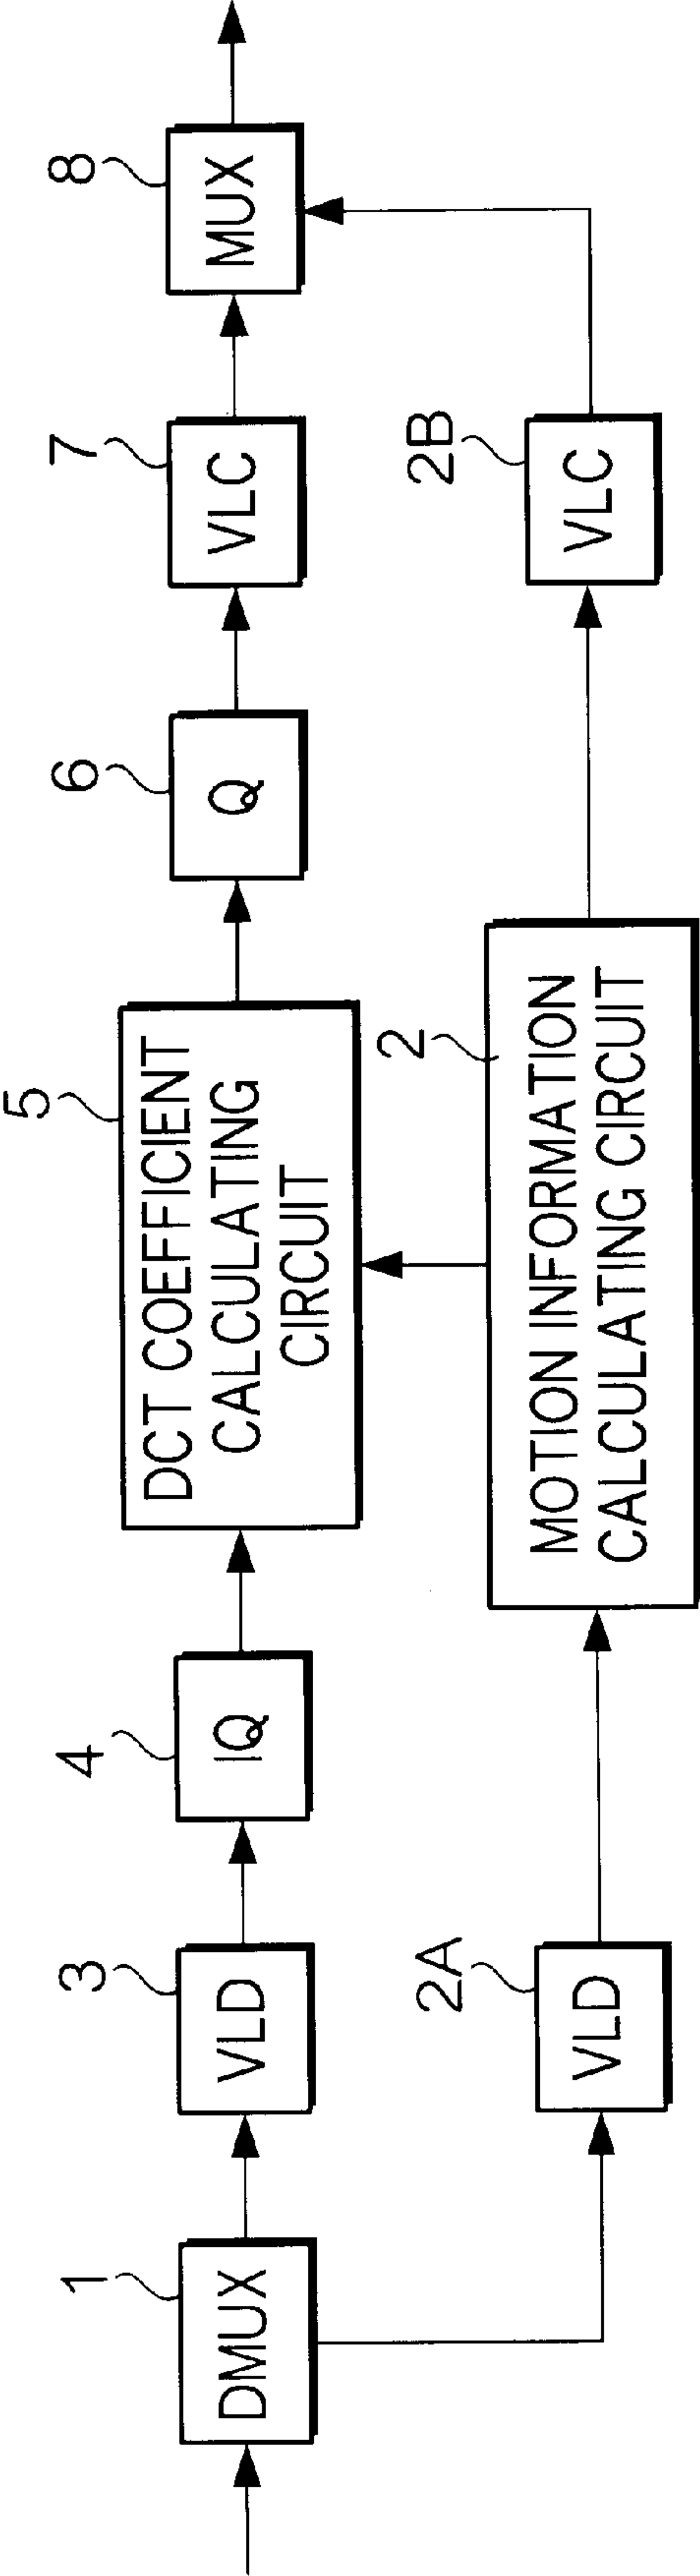 1
DMUX
3
VLD
4
IQ
5
DCT COEFFICIENT
CALCULATING
CIRCUIT
6
Q
7
VLC
8
MUX
2A
VLD
2
MOTION INFORMATION
CALCULATING CIRCUIT
2B
VLC